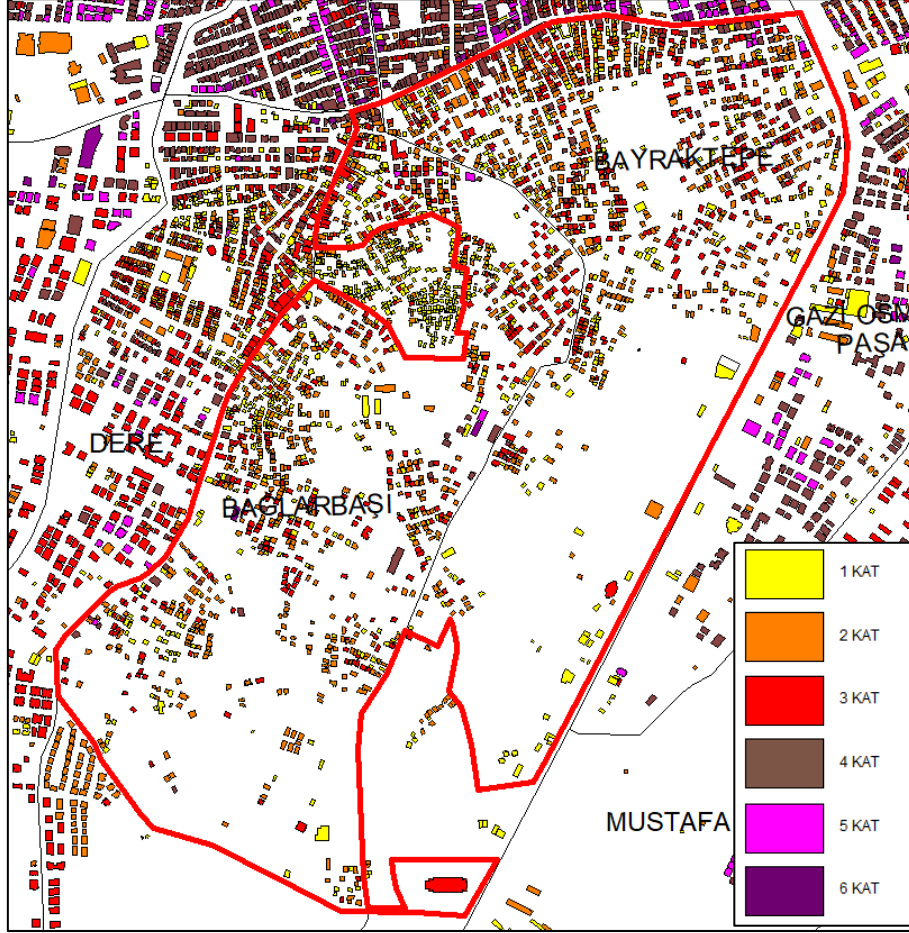 BAYRAKTEPE
GAZİ OSM
PAŞA
DERE
BAĞLARBAŞI
MUSTAFA
1 KAT
2 KAT
3 KAT
4 KAT
5 KAT
6 KAT